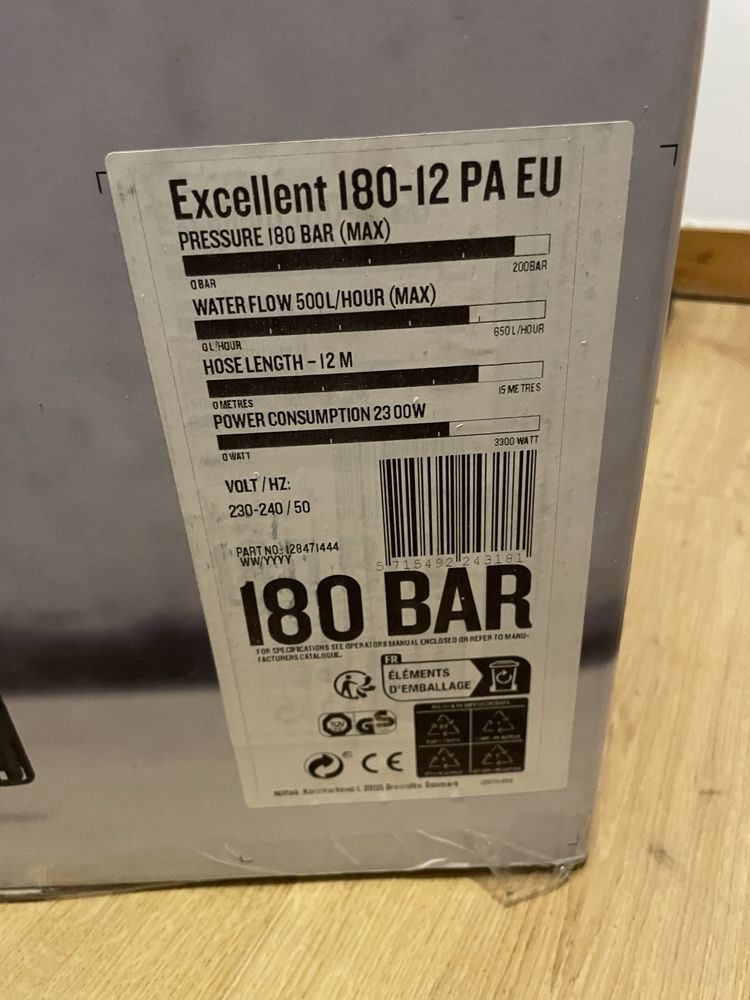 Excellent 180-12 PA EU
PRESSURE 180 BAR (MAX)
0 BAR
200BAR
WATER FLOW 500L/HOUR (MAX)
0 L/HOUR
650 L/HOUR
HOSE LENGTH - 12 M
0 METRES
15 METRES
POWER CONSUMPTION 2300W
0 WATT
3300 WATT
VOLT / HZ:
230-240 / 50
PART NO.: 128471444
WW/YYYY
5 715492 243181
180 BAR
FOR SPECIFICATIONS SEE OPERATORS MANUAL ENCLOSED OR REFER TO MANU-
FACTURERS CATALOGUE.
FR
ÉLÉMENTS
D'EMBALLAGE
TÜV
GS
CE
Denmark